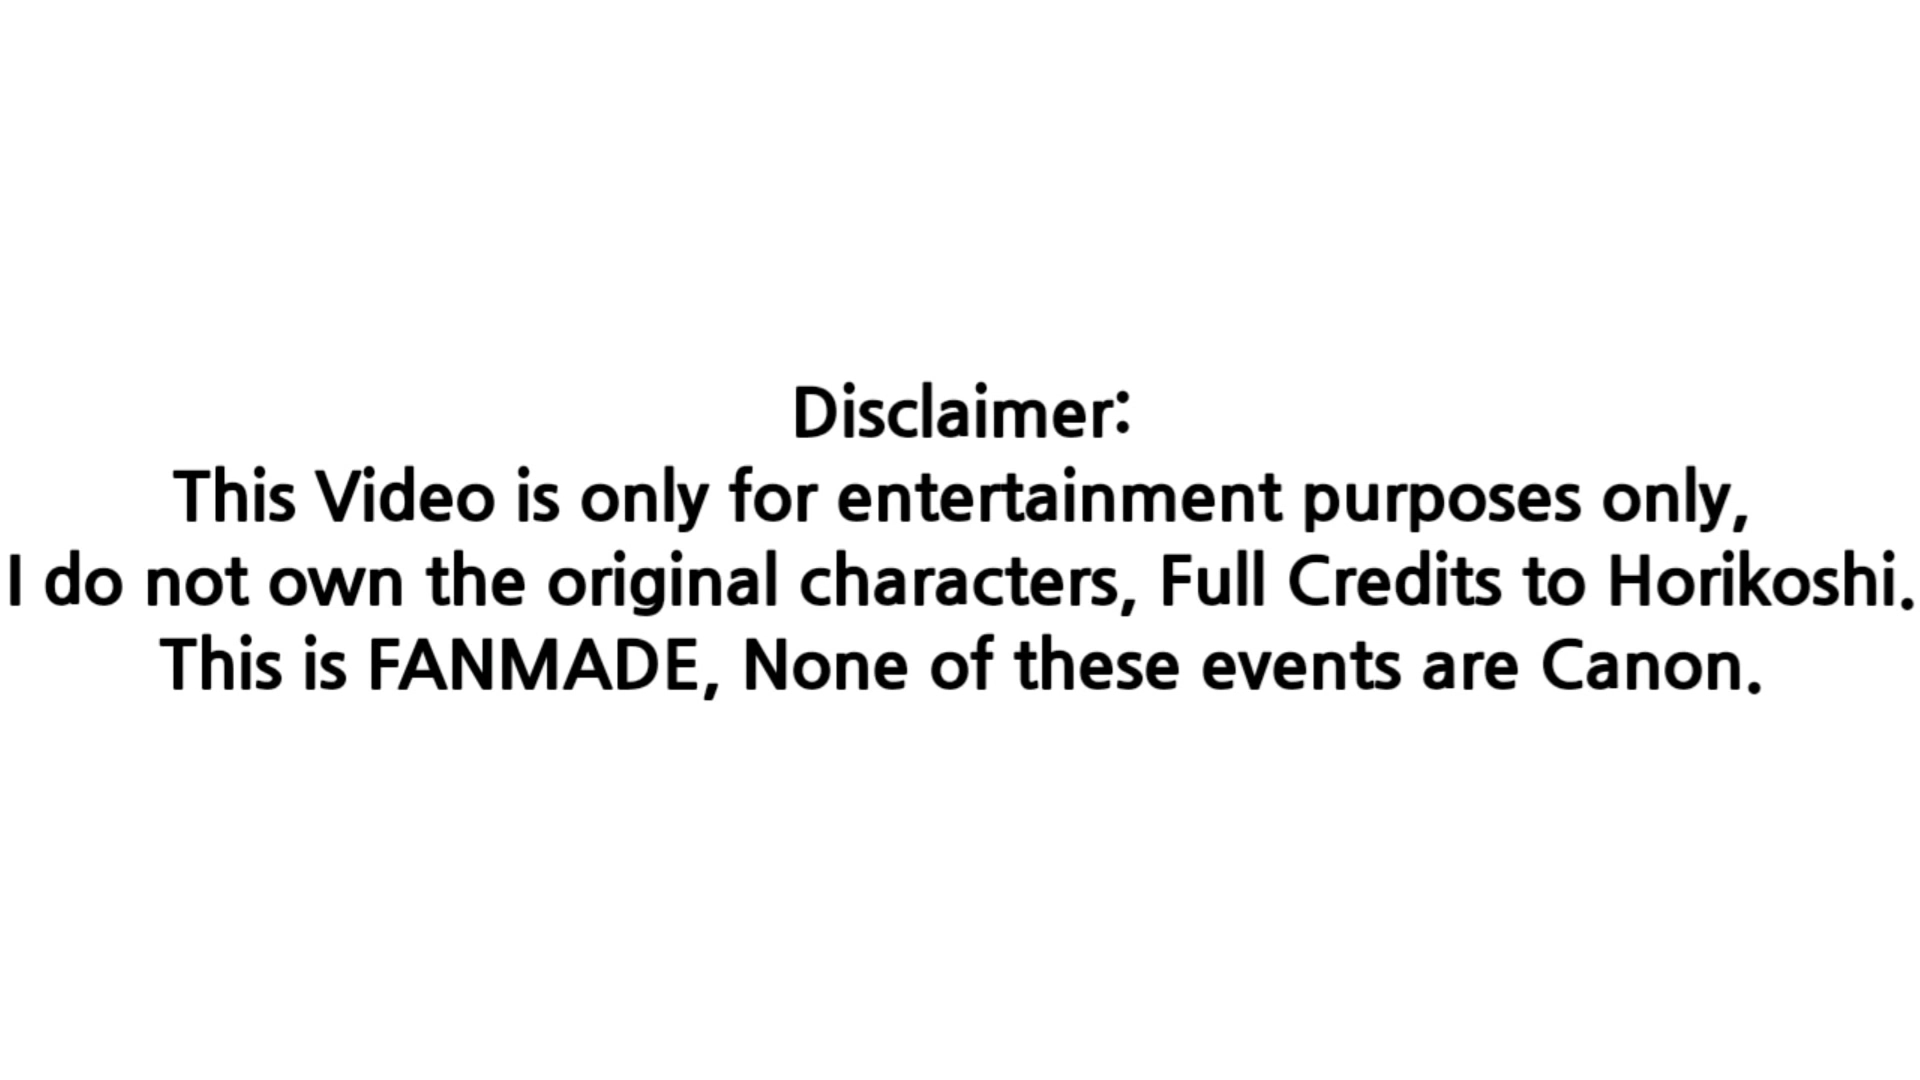 Disclaimer:
This Video is only for entertainment purposes only,
I do not own the original characters, Full Credits to Horikoshi.
This is FANMADE, None of these events are Canon.